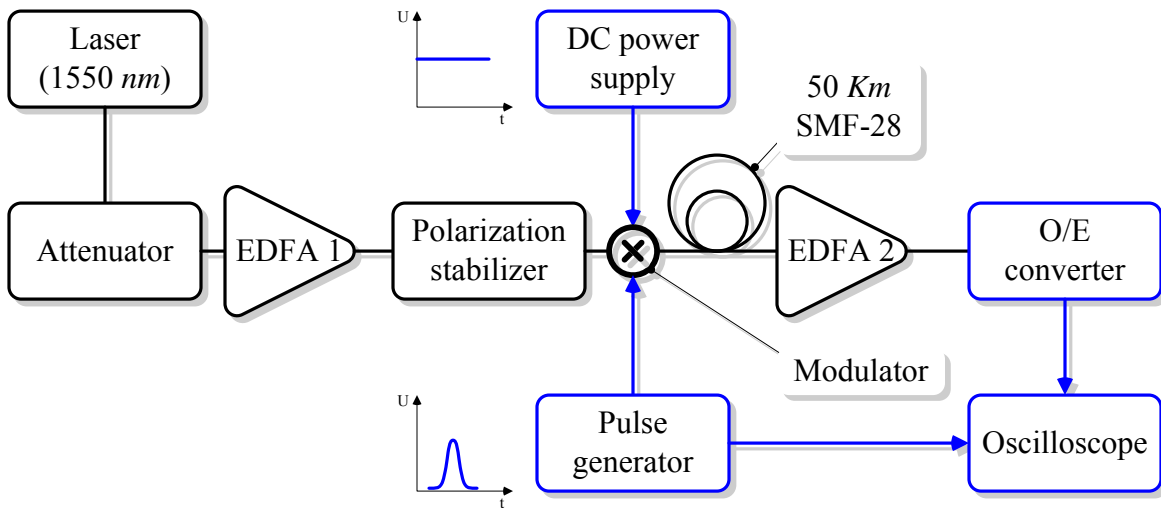 Laser
(1550 nm)
U
t
DC power
supply
50 Km
SMF-28
Attenuator
EDFA 1
Polarization
stabilizer
EDFA 2
O/E
converter
Modulator
U
t
Pulse
generator
Oscilloscope